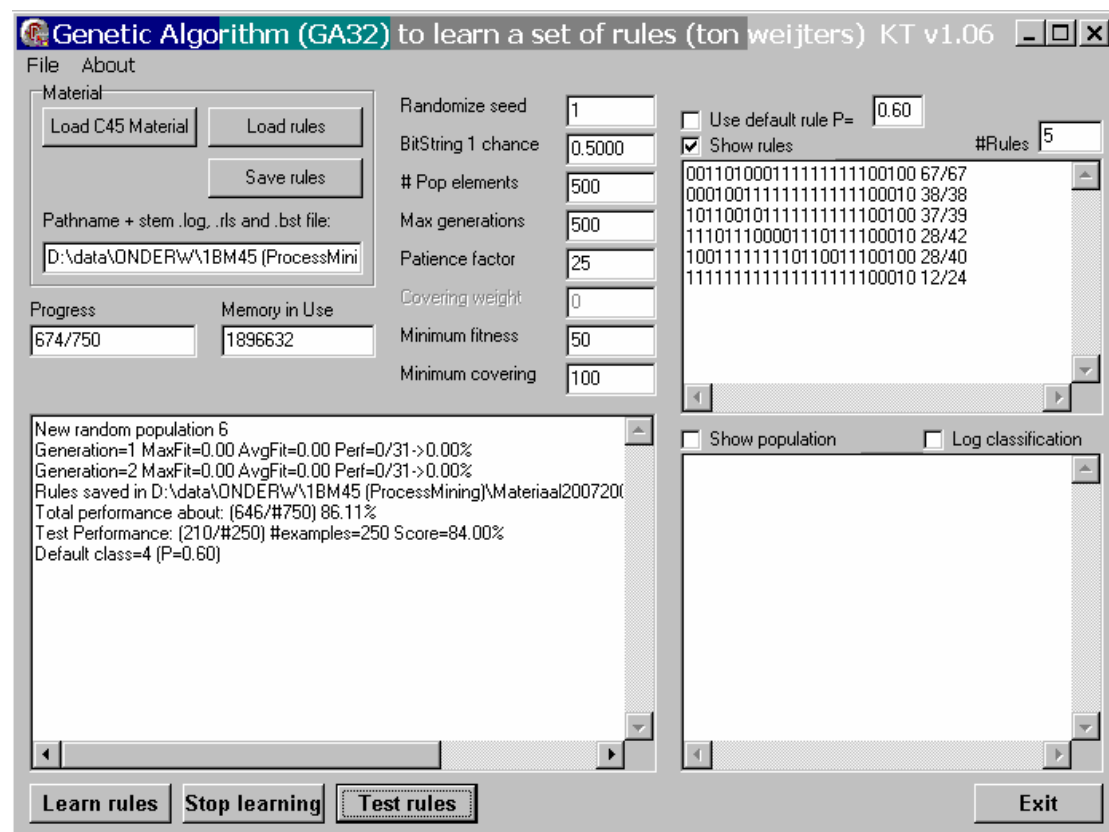 Genetic Algorithm (GA32) to learn a set of rules (ton weijters) KT v1.06
File About
Material
Load C45 Material
Load rules
Save rules
Pathname + stem .log, .rls and .bst file:
D:\data\ONDERW\1BM45 (ProcessMini
Progress
Memory in Use
674/750
1896632
Randomize seed 1
BitString 1 chance 0.5000
# Pop elements 500
Max generations 500
Patience factor 25
Covering weight 0
Minimum fitness 50
Minimum covering 100
Use default rule P= 0.60
Show rules #Rules 5
001101000111111111100100 67/67
000100111111111111100010 38/38
101100101111111111100100 37/39
111011100001110111100010 28/42
100111111110110011100100 28/40
111111111111111111100010 12/24
New random population 6
Generation=1 MaxFit=0.00 AvgFit=0.00 Perf=0/31->0.00%
Generation=2 MaxFit=0.00 AvgFit=0.00 Perf=0/31->0.00%
Rules saved in D:\data\ONDERW\1BM45 (ProcessMining)\Materiaal200720(
Total performance about: (646/#750) 86.11%
Test Performance: (210/#250) #examples=250 Score=84.00%
Default class=4 (P=0.60)
Show population
Log classification
Learn rules
Stop learning
Test rules
Exit